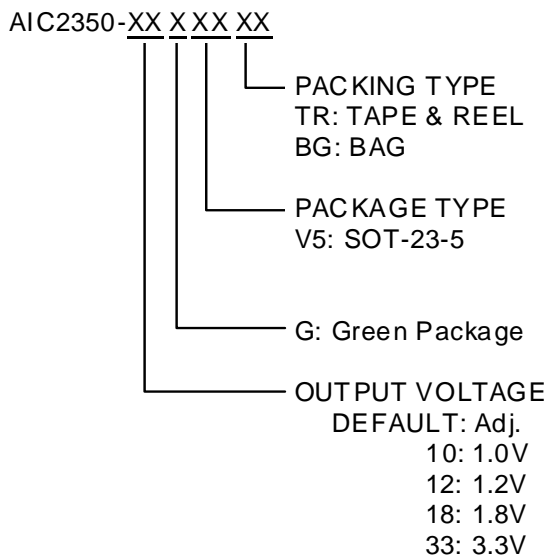 AIC2350-XX X XX XX
PACKING TYPE
TR: TAPE & REEL
BG: BAG
PACKAGE TYPE
V5: SOT-23-5
G: Green Package
OUTPUT VOLTAGE
DEFAULT: Adj.
10: 1.0V
12: 1.2V
18: 1.8V
33: 3.3V